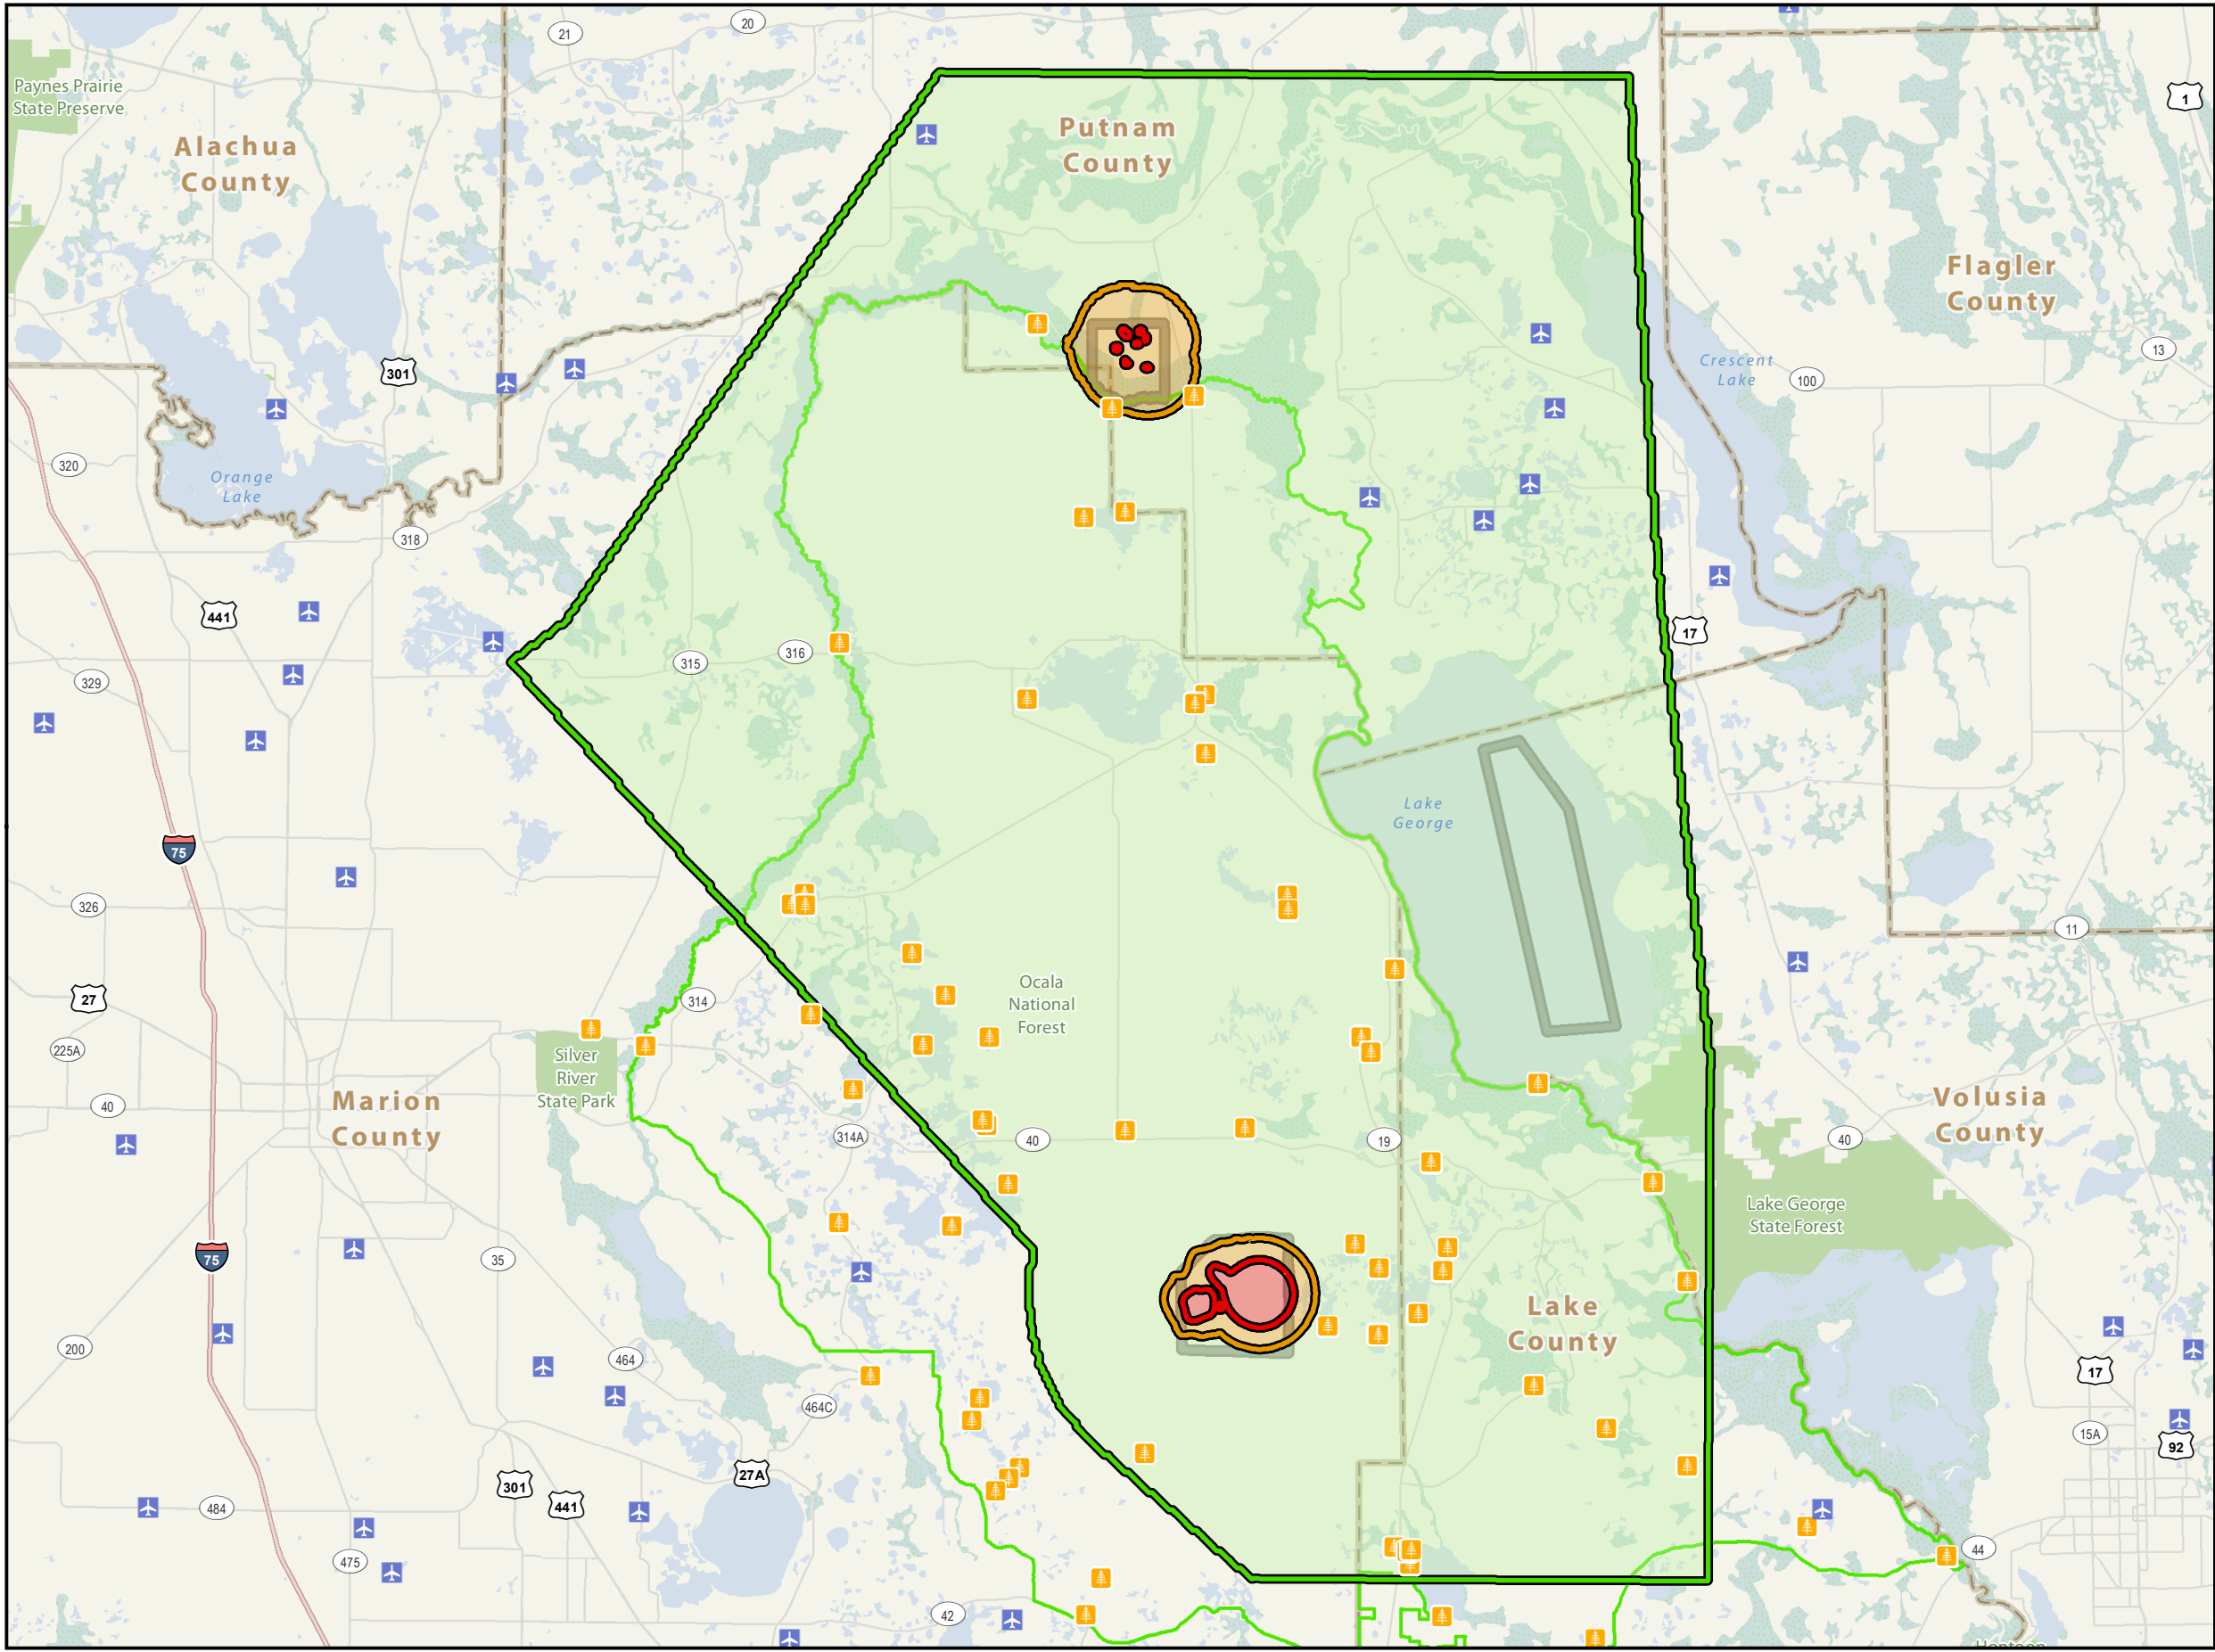 20
21
Paynes Prairie
State Preserve
1
Putnam
County
Alachua
County
Flagler
County
13
Crescent
Lake
100
301
320
Orange
Lake
318
441
17
316
315
329
Lake
George
75
326
11
Ocala
National
Forest
27
314
225A
Silver
River
State Park
40
Marion
County
Volusia
County
314A
40
19
40
Lake George
State Forest
75
35
Lake
County
200
464
17
464C
15A
92
27A
301
441
484
44
475
42